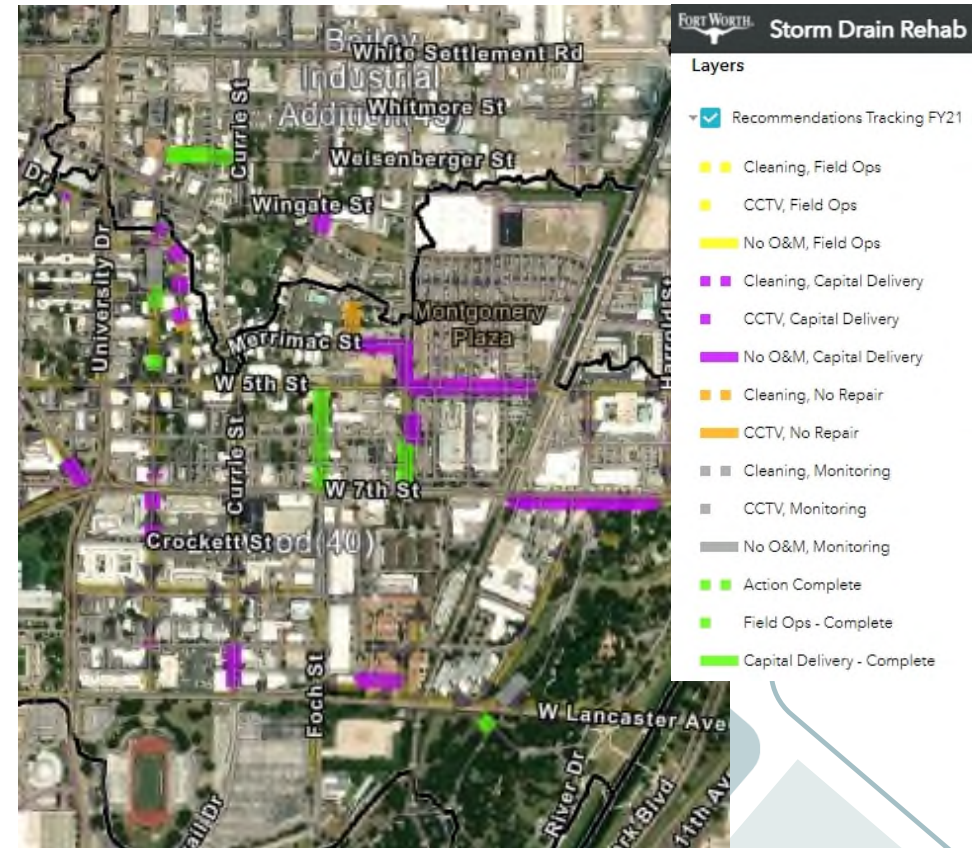 FORT WORTH.
Storm Drain Rehab
Layers
Recommendations Tracking FY21
Cleaning, Field Ops
CCTV, Field Ops
No O&M, Field Ops
Cleaning, Capital Delivery
CCTV, Capital Delivery
No O&M, Capital Delivery
Cleaning, No Repair
CCTV, No Repair
Cleaning, Monitoring
CCTV, Monitoring
No O&M, Monitoring
Action Complete
Field Ops - Complete
Capital Delivery - Complete
Bailey
White Settlement Rd
Industrial
Whitmore St
Currie St
Weisenberger St
Dr
Wingate St
University Dr
Montgomery
Plaza
Merrimac St
W 5th St
Currie St
W 7th St
Crockett St
(40)
Foch St
W Lancaster Ave
River Dr
11th Av